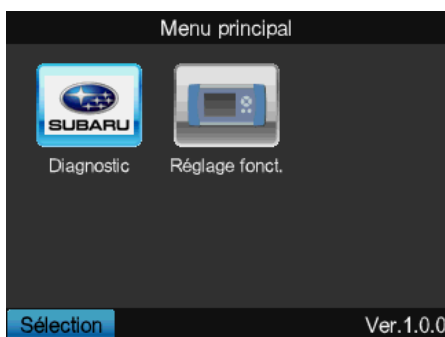 Menu principal
SUBARU
Diagnostic Réglage fonct.
Sélection Ver.1.0.0